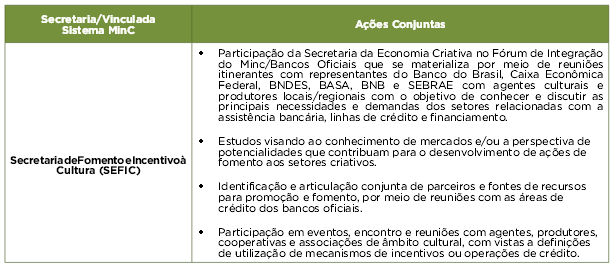 Secretaria/Vinculada
Sistema MinC
Ações Conjuntas
Secretaria de Fomento e Incentivo à
Cultura (SEFIC)
• Participação da Secretaria da Economia Criativa no Fórum de Integração
do Minc/Bancos Oficiais que se materializa por meio de reuniões
itinerantes com representantes do Banco do Brasil, Caixa Econômica
Federal, BNDES, BASA, BNB e SEBRAE com agentes culturais e
produtores locais/regionais com o objetivo de conhecer e discutir as
principais necessidades e demandas dos setores relacionadas com a
assistência bancária, linhas de crédito e financiamento.
• Estudos visando ao conhecimento de mercados e/ou a perspectiva de
potencialidades que contribuam para o desenvolvimento de ações de
fomento aos setores criativos.
• Identificação e articulação conjunta de parceiros e fontes de recursos
para promoção e fomento, por meio de reuniões com as áreas de
crédito dos bancos oficiais.
• Participação em eventos, encontro e reuniões com agentes, produtores,
cooperativas e associações de âmbito cultural, com vistas a definições
de utilização de mecanismos de incentivos ou operações de crédito.